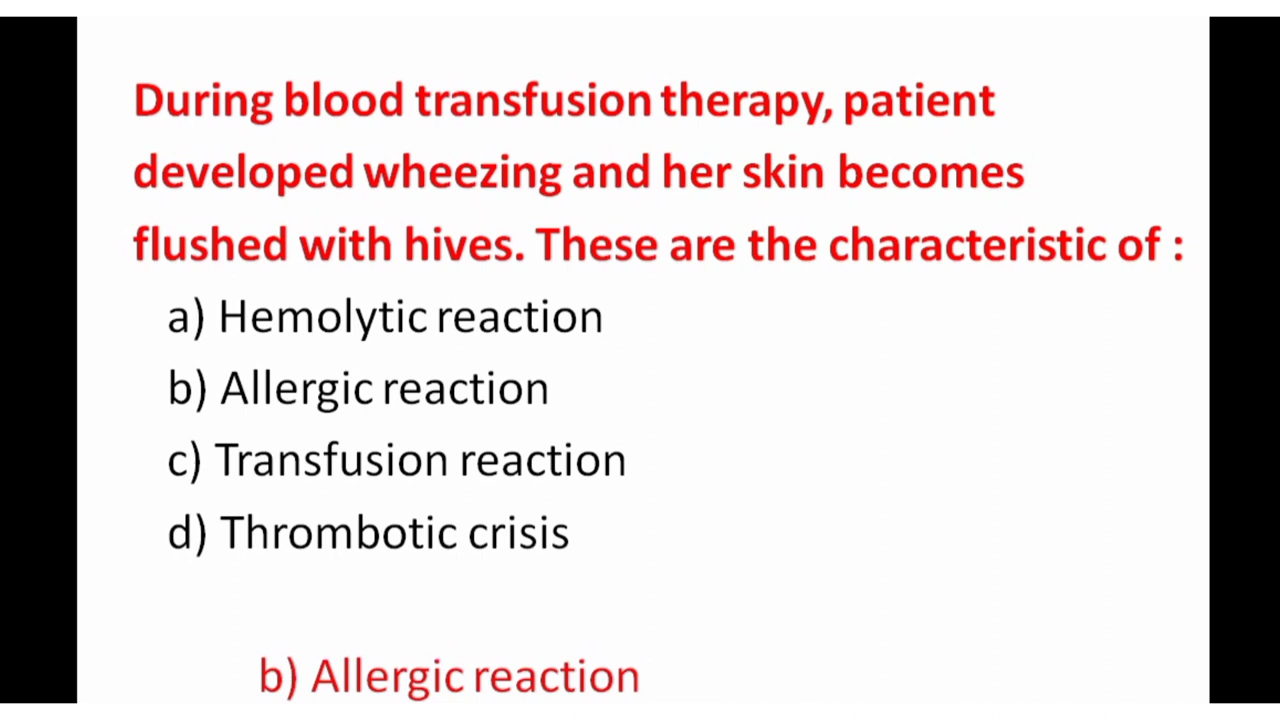 During blood transfusion therapy, patient
developed wheezing and her skin becomes
flushed with hives. These are the characteristic of :
a) Hemolytic reaction
b) Allergic reaction
c) Transfusion reaction
d) Thrombotic crisis
b) Allergic reaction